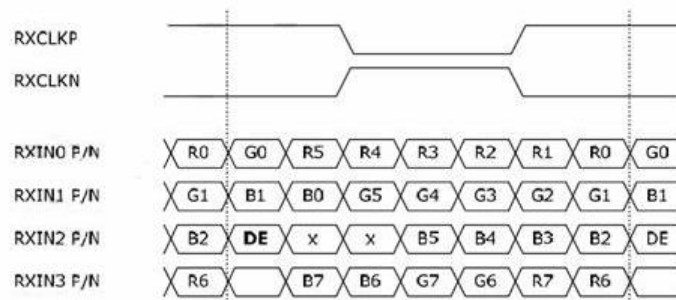 RXCLKP
RXCLKN
RXIN0 P/N R0 G0 R5 R4 R3 R2 R1 R0 G0
RXIN1 P/N G1 B1 B0 G5 G4 G3 G2 G1 B1
RXIN2 P/N B2 DE x x B5 B4 B3 B2 DE
RXIN3 P/N R6 B7 B6 G7 G6 R7 R6